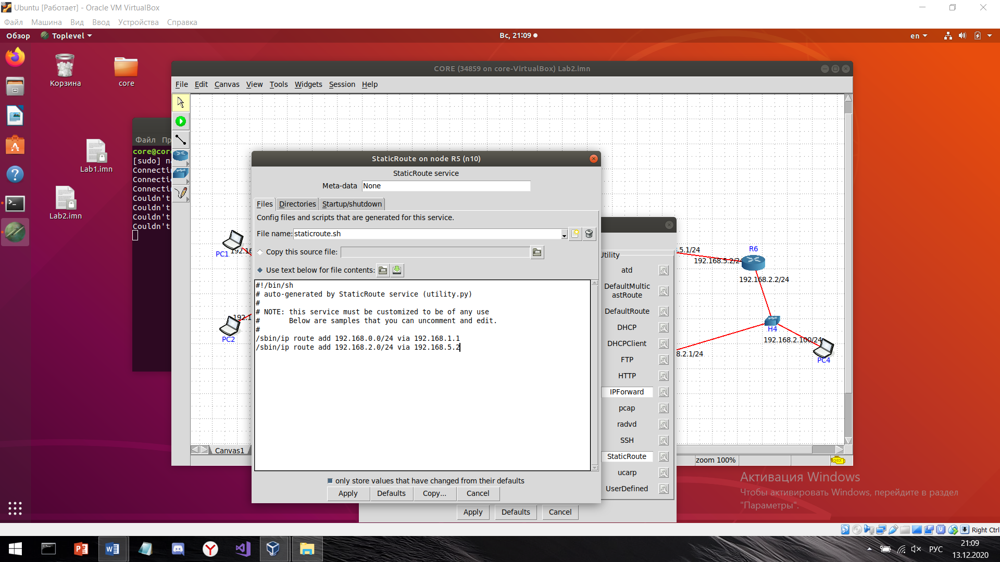 Ubuntu [Работает] - Oracle VM VirtualBox
Файл Машина Вид Ввод Устройства Справка
Обзор Toplevel Вс, 21:09 en
Корзина
core
Lab1.imn
Lab2.imn
Файл Пр
core@core
[sudo] па
Connectin
Connectio
Connectin
Couldn't
Couldn't
Couldn't
Couldn't
CORE (34859 on core-VirtualBox) Lab2.imn
File Edit Canvas View Tools Widgets Session Help
PC1
192.16
PC2
192.1
Canvas1
StaticRoute on node R5 (n10)
StaticRoute service
Meta-data None
Files Directories Startup/shutdown
Config files and scripts that are generated for this service.
File name: staticroute.sh
Copy this source file:
Use text below for file contents:
#!/bin/sh
# auto-generated by StaticRoute service (utility.py)
#
# NOTE: this service must be customized to be of any use
#       Below are samples that you can uncomment and edit.
#
/sbin/ip route add 192.168.0.0/24 via 192.168.1.1
/sbin/ip route add 192.168.2.0/24 via 192.168.5.2
only store values that have changed from their defaults
Apply Defaults Copy... Cancel
Utility
atd
DefaultMultic
astRoute
DefaultRoute
DHCP
DHCPClient
FTP
HTTP
IPForward
pcap
radvd
SSH
StaticRoute
ucarp
UserDefined
Apply Defaults Cancel
.5.1/24
192.168.5.2/24
R6
192.168.2.2/24
H4
192.168.2.100/24
PC4
8.2.1/24
zoom 100%
CHECK
Активация Windows
Чтобы активировать Windows, перейдите в раздел
"Параметры".
Right Ctrl
РУС
21:09
13.12.2020